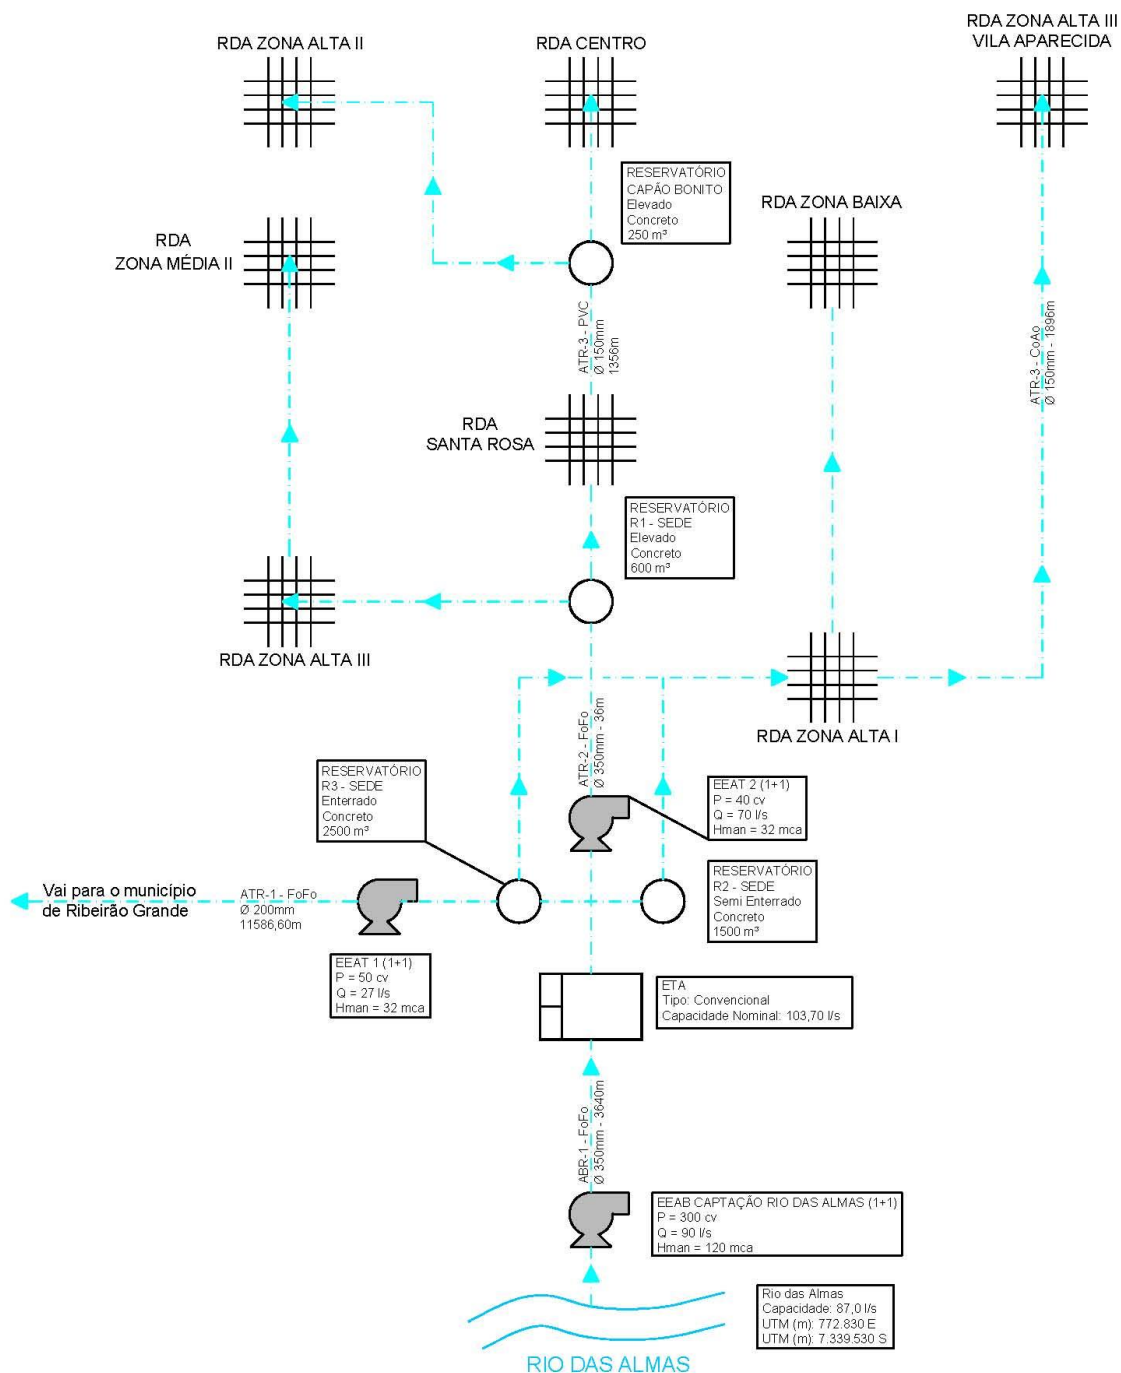 RDA ZONA ALTA II
RDA CENTRO
RDA ZONA ALTA III
VILA APARECIDA
RESERVATÓRIO
CAPÃO BONITO
Elevado
Concreto
250 m³
RDA ZONA BAIXA
RDA
ZONA MÉDIA II
ATR-3 - PVC
Ø 150mm
1356m
ATR-3 - CoAo
Ø 150mm - 1896m
RDA
SANTA ROSA
RESERVATÓRIO
R1 - SEDE
Elevado
Concreto
600 m³
RDA ZONA ALTA III
RDA ZONA ALTA I
ATR-2 - FoFo
Ø 350mm - 36m
RESERVATÓRIO
R3 - SEDE
Enterrado
Concreto
2500 m³
EEAT 2 (1+1)
P = 40 cv
Q = 70 l/s
Hman = 32 mca
Vai para o município
de Ribeirão Grande
ATR-1 - FoFo
Ø 200mm
11586,60m
RESERVATÓRIO
R2 - SEDE
Semi Enterrado
Concreto
1500 m³
EEAT 1 (1+1)
P = 50 cv
Q = 27 l/s
Hman = 32 mca
ETA
Tipo: Convencional
Capacidade Nominal: 103,70 l/s
ABR-1 - FoFo
Ø 350mm - 3640m
EEAB CAPTAÇÃO RIO DAS ALMAS (1+1)
P = 300 cv
Q = 90 l/s
Hman = 120 mca
Rio das Almas
Capacidade: 87,0 l/s
UTM (m): 772.830 E
UTM (m): 7.339.530 S
RIO DAS ALMAS